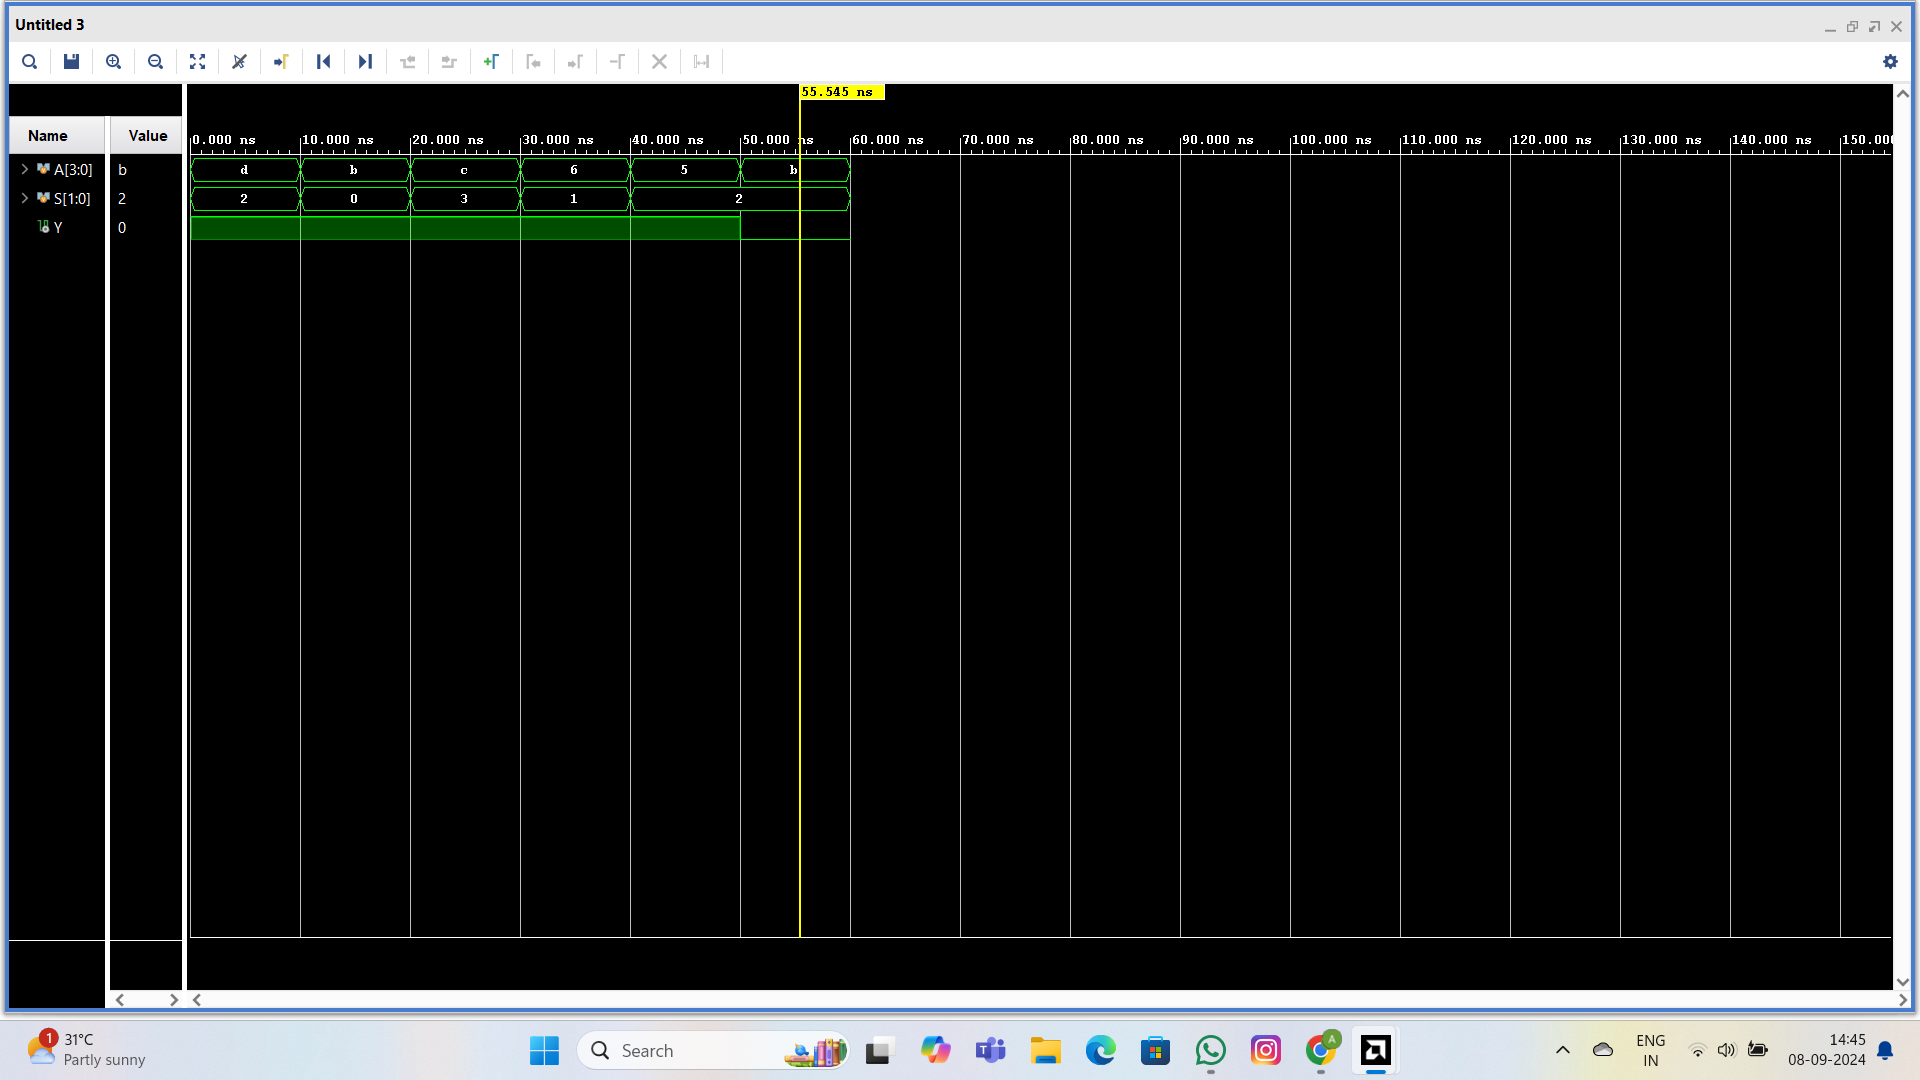 Untitled 3
55.545 ns
Name Value
0.000 ns 10.000 ns 20.000 ns 30.000 ns 40.000 ns 50.000 ns 60.000 ns 70.000 ns 80.000 ns 90.000 ns 100.000 ns 110.000 ns 120.000 ns 130.000 ns 140.000 ns 150.00
A[3:0] b d b c 6 5 b
S[1:0] 2 2 0 3 1 2
Y 0
1 31°C
Partly sunny
Search
A
ENG
IN
14:45
08-09-2024